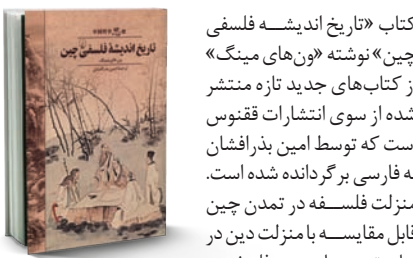 تاریخ اندیشهٔ فلسفی چین
کتاب «تاریخ اندیشه فلسفی
چین» نوشته «ون‌های مینگ»
از کتاب‌های جدید تازه منتشر
شده از سوی انتشارات ققنوس
است که توسط امین بذرافشان
به فارسی برگردانده شده است.
منزلت فلسفه در تمدن چین
قابل مقایسه با منزلت دین در